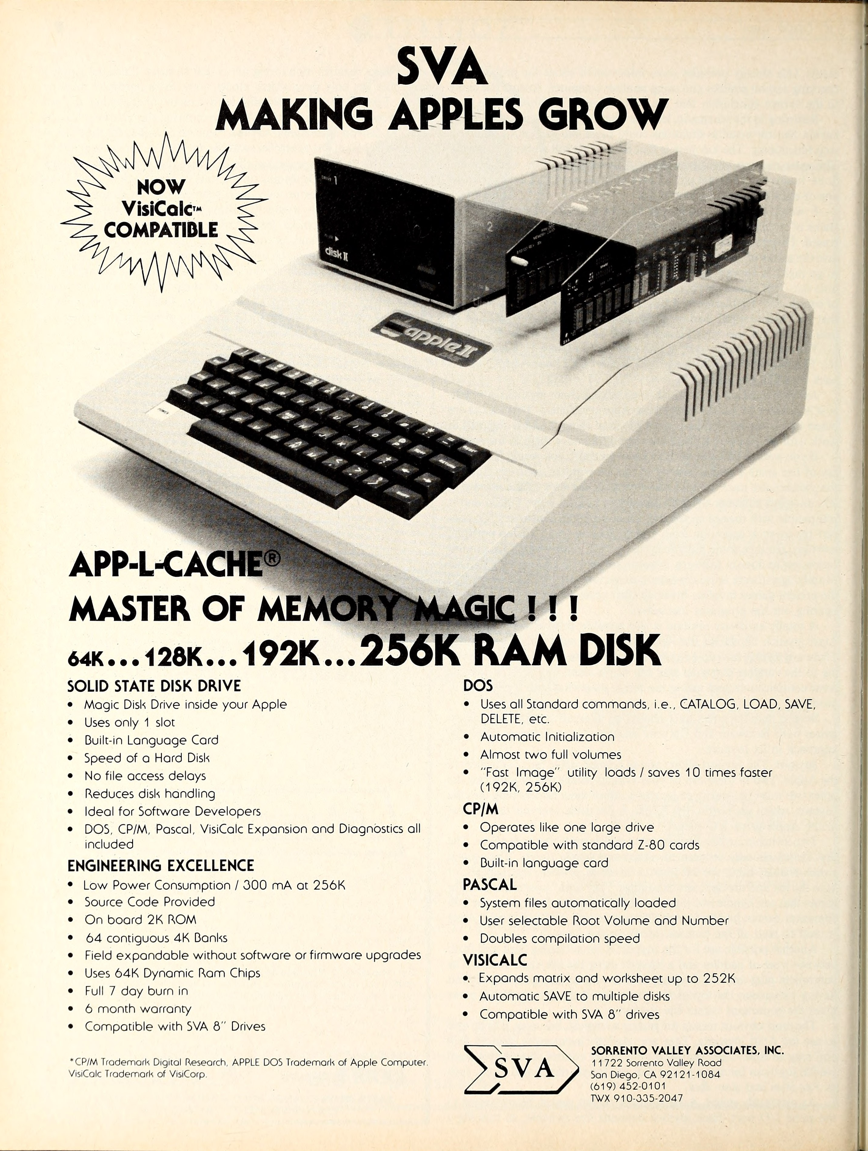 SVA
MAKING APPLES GROW
NOW
VisiCalc™
COMPATIBLE
1
2
disk II
apple II
APP-L-CACHE®
MASTER OF MEMORY MAGIC ! ! !
64K...128K...192K...256K RAM DISK
SOLID STATE DISK DRIVE
• Magic Disk Drive inside your Apple
• Uses only 1 slot
• Built-in Language Card
• Speed of a Hard Disk
• No file access delays
• Reduces disk handling
• Ideal for Software Developers
• DOS, CP/M, Pascal, VisiCalc Expansion and Diagnostics all
included
ENGINEERING EXCELLENCE
• Low Power Consumption / 300 mA at 256K
• Source Code Provided
• On board 2K ROM
• 64 contiguous 4K Banks
• Field expandable without software or firmware upgrades
• Uses 64K Dynamic Ram Chips
• Full 7 day burn in
• 6 month warranty
• Compatible with SVA 8" Drives
*CP/M Trademark Digital Research, APPLE DOS Trademark of Apple Computer.
VisiCalc Trademark of VisiCorp.
DOS
• Uses all Standard commands, i.e., CATALOG, LOAD, SAVE,
DELETE, etc.
• Automatic Initialization
• Almost two full volumes
• "Fast Image" utility loads / saves 10 times faster
(192K, 256K)
CP/M
• Operates like one large drive
• Compatible with standard Z-80 cards
• Built-in language card
PASCAL
• System files automatically loaded
• User selectable Root Volume and Number
• Doubles compilation speed
VISICALC
• Expands matrix and worksheet up to 252K
• Automatic SAVE to multiple disks
• Compatible with SVA 8" drives
SVA
SORRENTO VALLEY ASSOCIATES, INC.
11722 Sorrento Valley Road
San Diego, CA 92121-1084
(619) 452-0101
TWX 910-335-2047